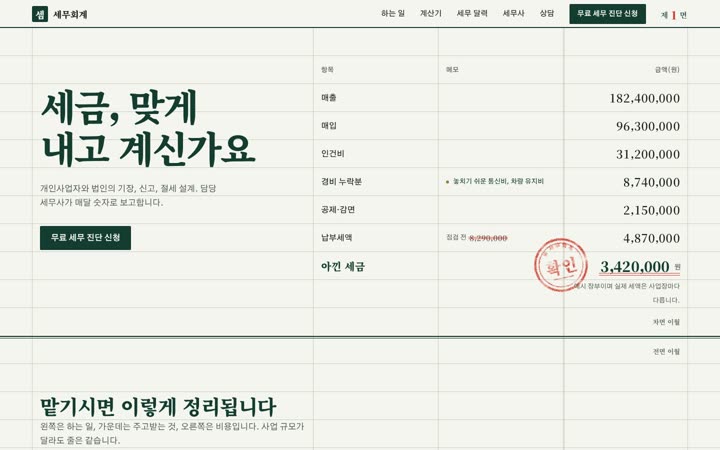 셈 세무회계
하는 일 계산기 세무 달력 세무사 상담 무료 세무 진단 신청 제 1 면
항목 메모 금액(원)
세금, 맞게
내고 계신가요
개인사업자와 법인의 기장, 신고, 절세 설계. 담당
세무사가 매달 숫자로 보고합니다.
무료 세무 진단 신청
매출 182,400,000
매입 96,300,000
인건비 31,200,000
경비 누락분 놓치기 쉬운 통신비, 차량 유지비 8,740,000
공제·감면 2,150,000
납부세액 점검 전 8,290,000 4,870,000
아낀 세금 확인 3,420,000 원
예시 장부이며 실제 세액은 사업장마다
다릅니다.
차면 이월
전면 이월
맡기시면 이렇게 정리됩니다
왼쪽은 하는 일, 가운데는 주고받는 것, 오른쪽은 비용입니다. 사업 규모가
달라도 줄은 같습니다.